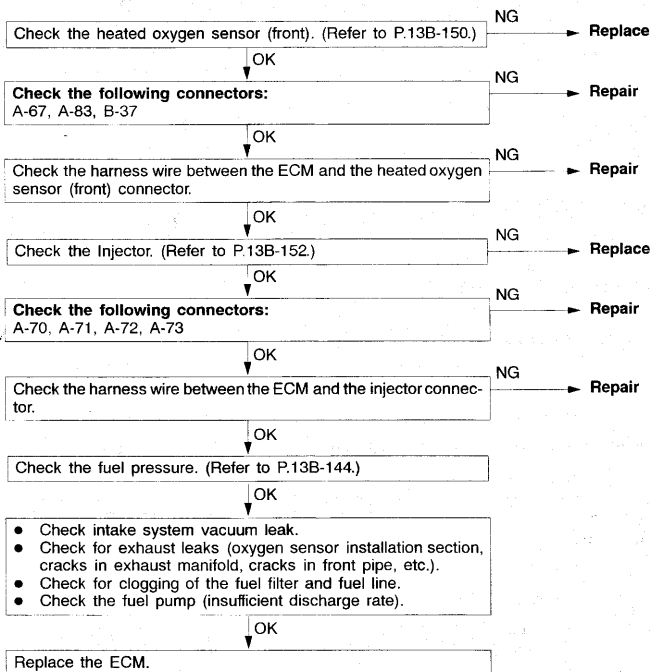 NG
Check the heated oxygen sensor (front). (Refer to P.13B-150.)
Replace
OK
NG
Check the following connectors:
A-67, A-83, B-37
Repair
OK
NG
Check the harness wire between the ECM and the heated oxygen
sensor (front) connector.
Repair
OK
NG
Check the Injector. (Refer to P.13B-152.)
Replace
OK
NG
Check the following connectors:
A-70, A-71, A-72, A-73
Repair
OK
NG
Check the harness wire between the ECM and the injector connec-
tor.
Repair
OK
Check the fuel pressure. (Refer to P.13B-144.)
OK
● Check intake system vacuum leak.
● Check for exhaust leaks (oxygen sensor installation section,
cracks in exhaust manifold, cracks in front pipe, etc.).
● Check for clogging of the fuel filter and fuel line.
● Check the fuel pump (insufficient discharge rate).
OK
Replace the ECM.